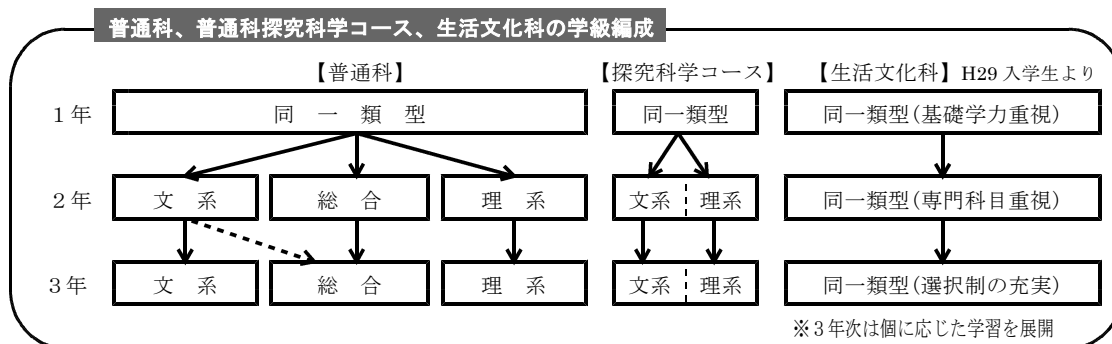 普通科、普通科探究科学コース、生活文化科の学級編成
【普通科】 【探究科学コース】 【生活文化科】 H29 入学生より
1年 同一類型 同一類型 同一類型(基礎学力重視)
2年 文系 総合 理系 文系 理系 同一類型(専門科目重視)
3年 文系 総合 理系 文系 理系 同一類型(選択制の充実)
※3年次は個に応じた学習を展開